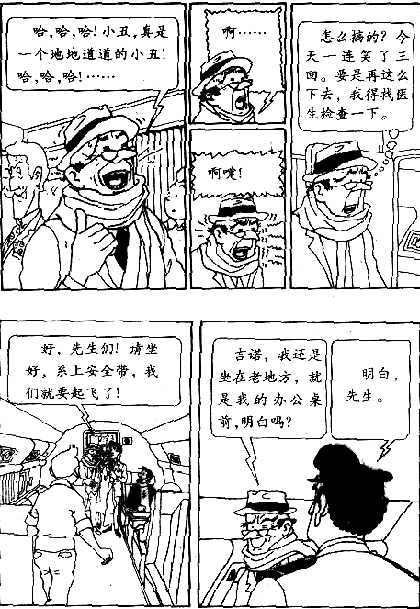 哈,哈,哈!小丑,真是
一个地地道道的小丑!
哈,哈,哈!……
啊……
啊嚏!
怎么搞的?今
天一连笑了三
回。要是再这么
下去,我得找医
生检查一下。
好,先生们!请坐
好,系上安全带,我
们就要起飞了!
吉诺,我还是
坐在老地方,就
是我的办公桌
前,明白吗?
明白,
先生。